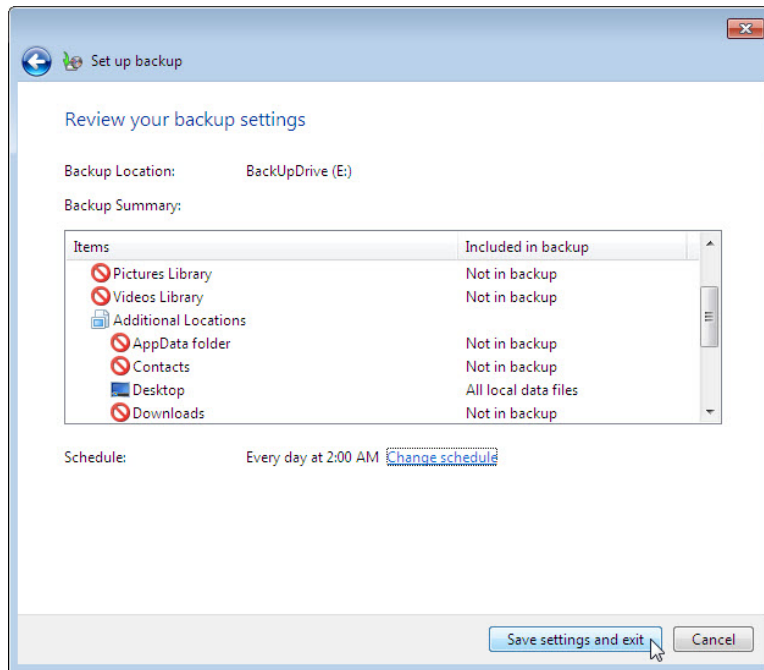 Set up backup
Review your backup settings
Backup Location: BackUpDrive (E:)
Backup Summary:
Items Included in backup
Pictures Library Not in backup
Videos Library Not in backup
Additional Locations
AppData folder Not in backup
Contacts Not in backup
Desktop All local data files
Downloads Not in backup
Schedule: Every day at 2:00 AM Change schedule
Save settings and exit Cancel